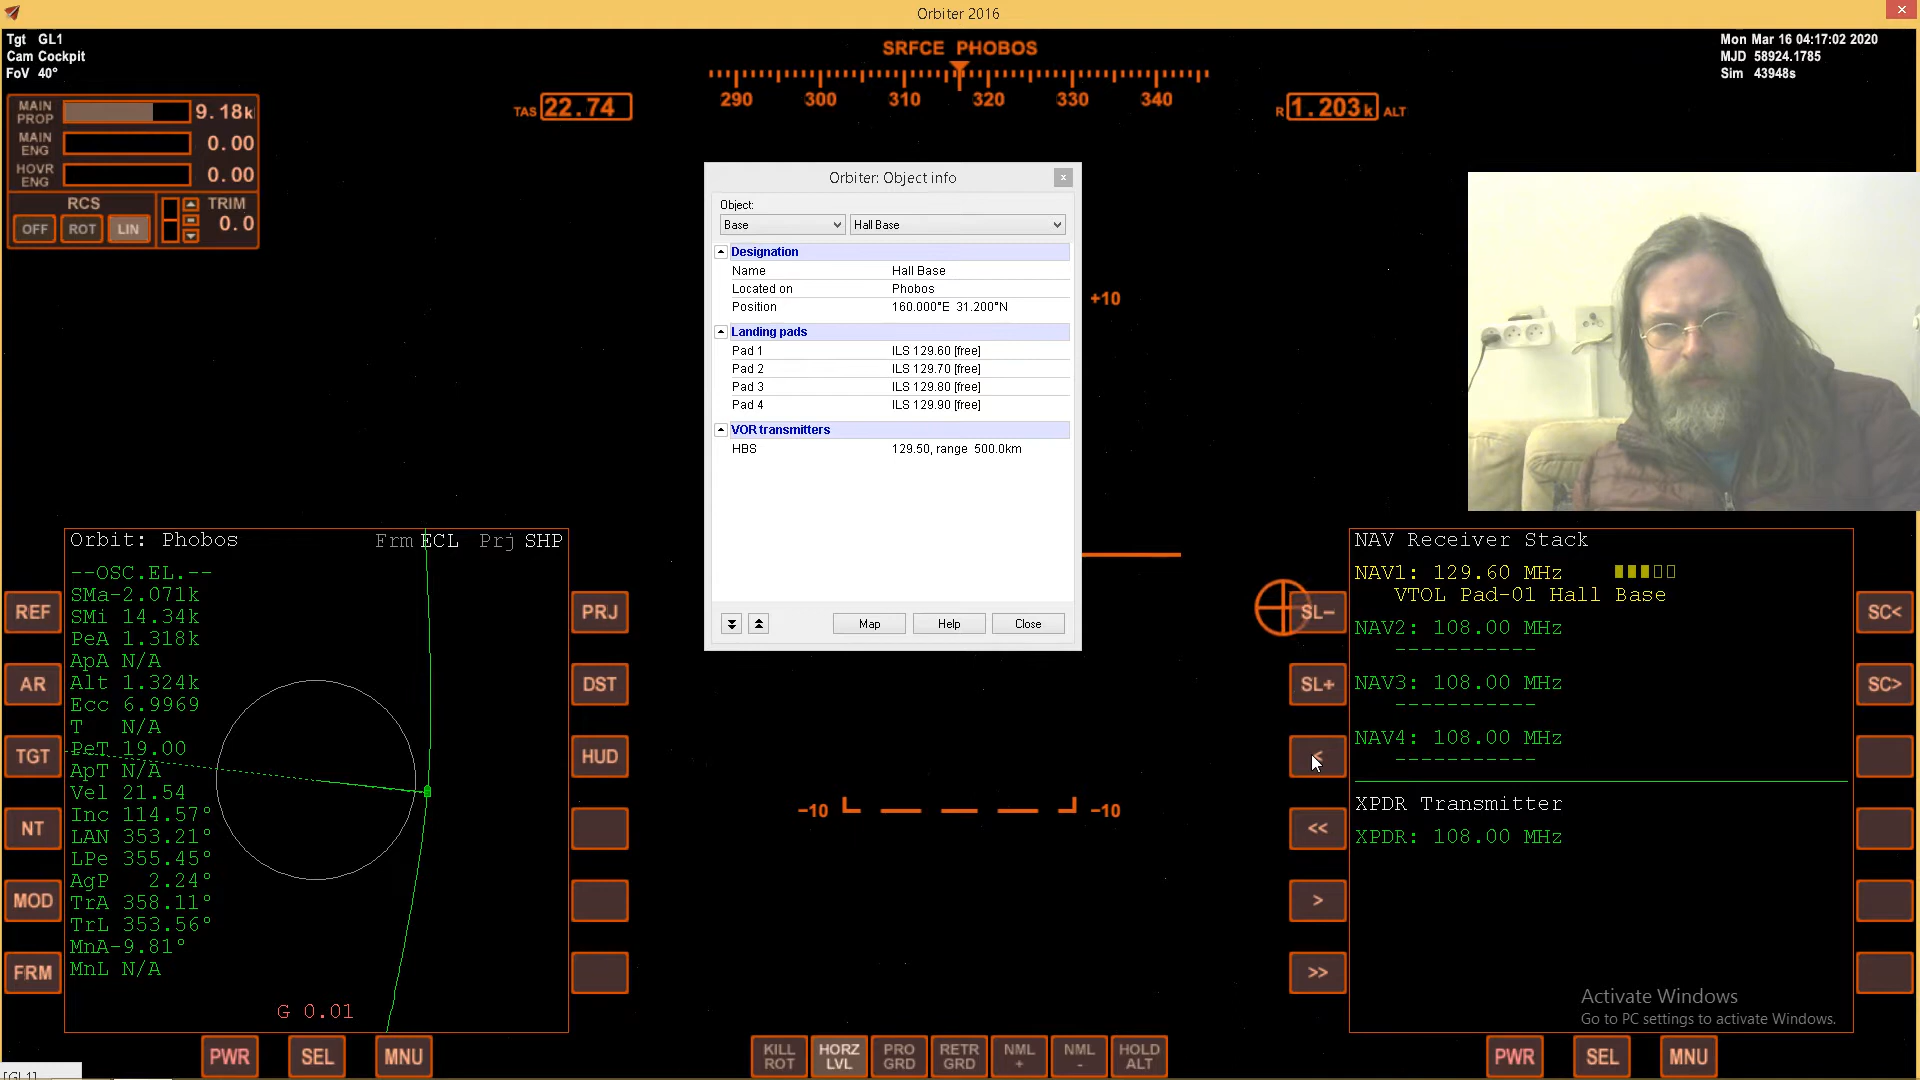 Orbiter 2016
Tgt GL1
Cam Cockpit
FoV 40°
SRFCE PHOBOS
290 300 310 320 330 340
TAS 22.74
R 1.203k ALT
Mon Mar 16 04:17:02 2020
MJD 58924.1785
Sim 43948s
MAIN PROP 9.18k
MAIN ENG 0.00
HOVR ENG 0.00
RCS
OFF ROT LIN
TRIM
0.0
Orbiter: Object info
Object:
Base Hall Base
Designation
Name Hall Base
Located on Phobos
Position 160.000°E 31.200°N
Landing pads
Pad 1 ILS 129.60 [free]
Pad 2 ILS 129.70 [free]
Pad 3 ILS 129.80 [free]
Pad 4 ILS 129.90 [free]
VOR transmitters
HBS 129.50, range 500.0km
Map Help Close
+10
-10 -10
Orbit: Phobos Frm ECL Prj SHP
--OSC.EL.--
SMa-2.071k
SMi 14.34k
PeA 1.318k
ApA N/A
Alt 1.324k
Ecc 6.9969
T N/A
PeT 19.00
ApT N/A
Vel 21.54
Inc 114.57°
LAN 353.21°
LPe 355.45°
AgP 2.24°
TrA 358.11°
TrL 353.56°
MnA-9.81°
MnL N/A
G 0.01
REF
AR
TGT
NT
MOD
FRM
PRJ
DST
HUD
PWR SEL MNU
KILL ROT
HORZ LVL
PRO GRD
RETR GRD
NML +
NML -
HOLD ALT
NAV Receiver Stack
NAV1: 129.60 MHz
VTOL Pad-01 Hall Base
NAV2: 108.00 MHz
-----------
NAV3: 108.00 MHz
-----------
NAV4: 108.00 MHz
-----------
XPDR Transmitter
XPDR: 108.00 MHz
SL-
SL+
<
<<
>
>>
SC<
SC>
PWR SEL MNU
Activate Windows
Go to PC settings to activate Windows.
[GL1]